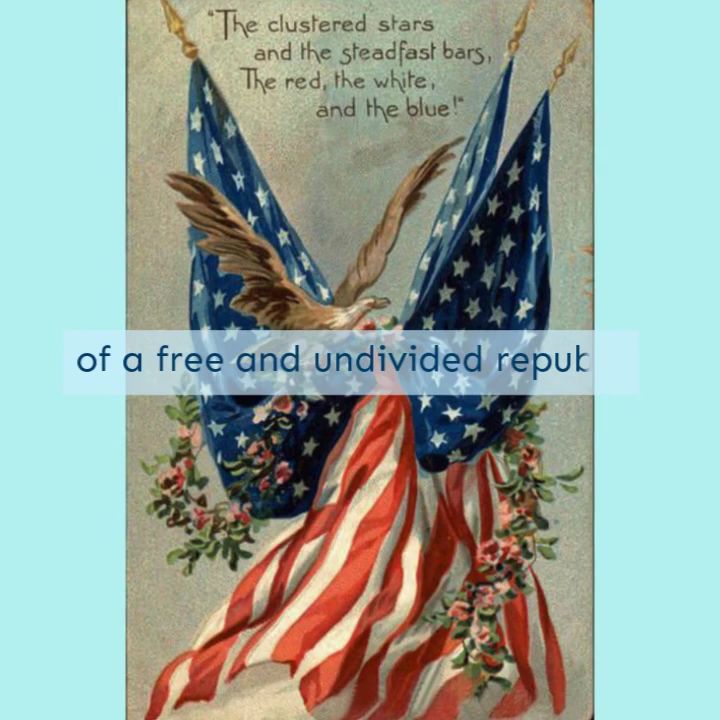 "The clustered stars
and the steadfast bars,
The red, the white,
and the blue!"
of a free and undivided repub